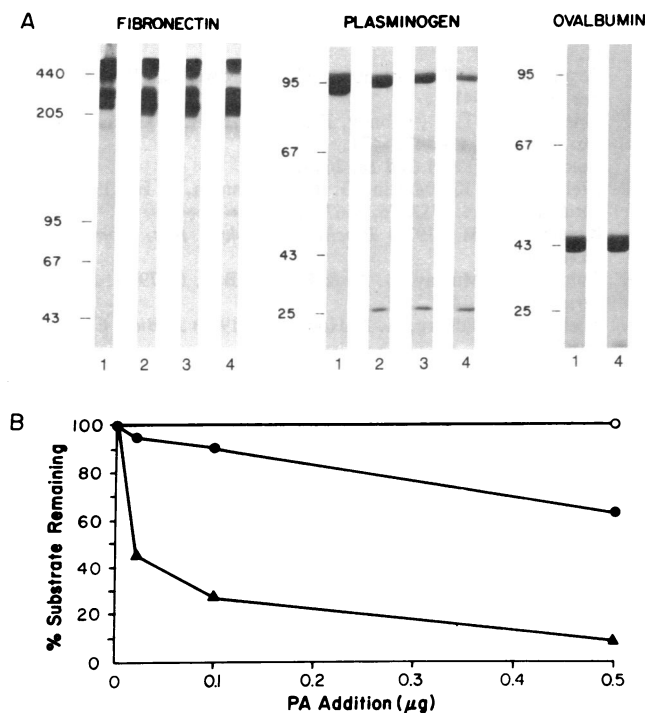 A
FIBRONECTIN
PLASMINOGEN
OVALBUMIN
440
205
95
67
43
1 2 3 4
95
67
43
25
1 2 3 4
95
67
43
25
1 4
B
% Substrate Remaining
100
80
60
40
20
0
0 0.1 0.2 0.3 0.4 0.5
PA Addition (μg)